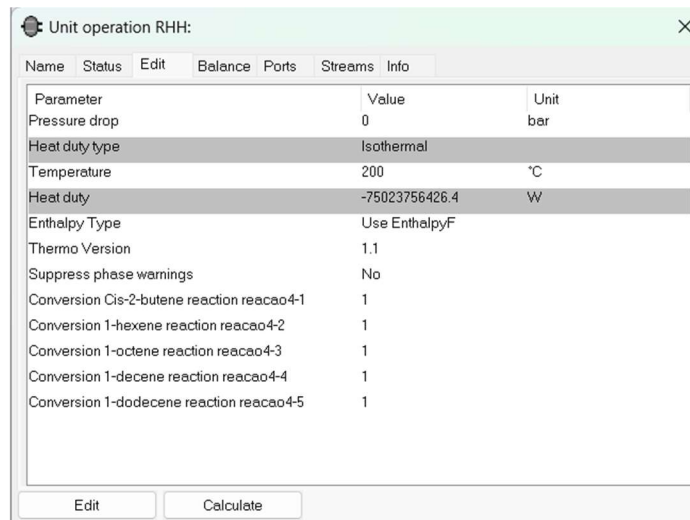 Unit operation RHH:
Name Status Edit Balance Ports Streams Info
Parameter Value Unit
Pressure drop 0 bar
Heat duty type Isothermal
Temperature 200 °C
Heat duty -75023756426.4 W
Enthalpy Type Use EnthalpyF
Thermo Version 1.1
Suppress phase warnings No
Conversion Cis-2-butene reaction reacao4-1 1
Conversion 1-hexene reaction reacao4-2 1
Conversion 1-octene reaction reacao4-3 1
Conversion 1-decene reaction reacao4-4 1
Conversion 1-dodecene reaction reacao4-5 1
Edit Calculate